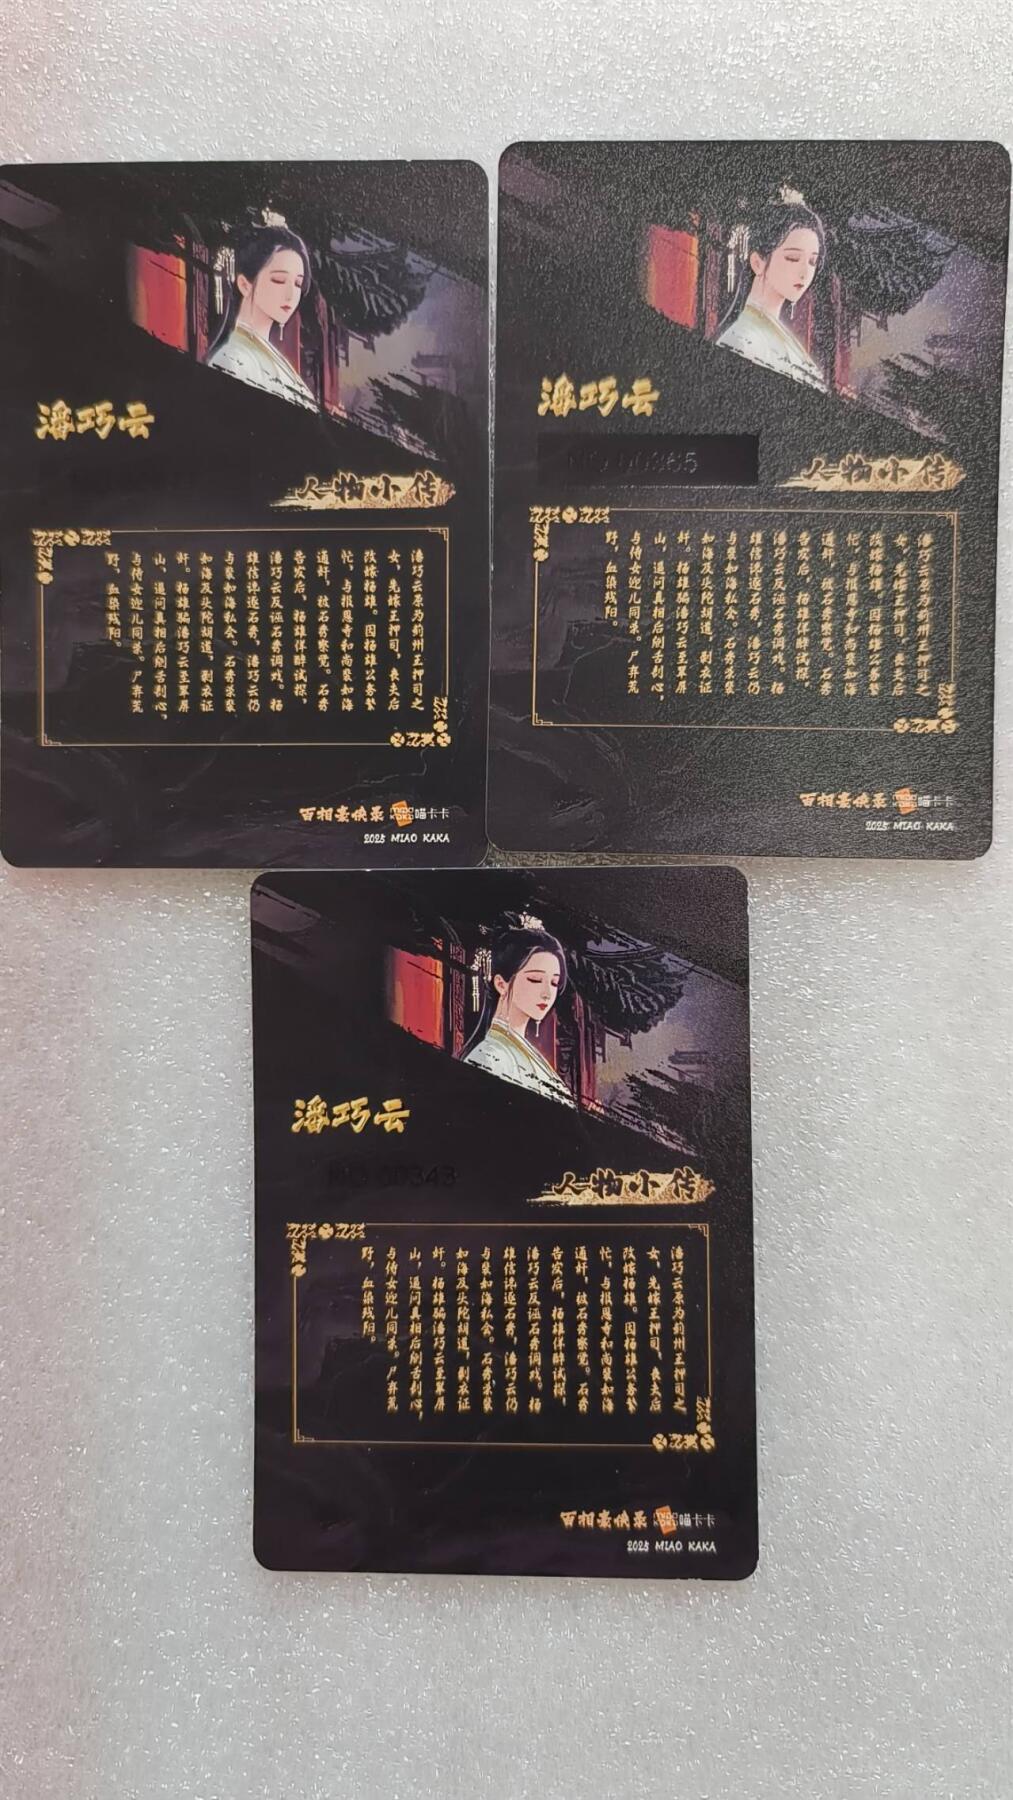 潘巧云
人物小传
潘巧云原为蓟州王押司之
女，先嫁王押司，丧夫后
改嫁杨雄。因杨雄公务繁
忙，与报恩寺和尚裴如海
通奸，被石秀察觉。石秀
告发后，杨雄佯醉试探，
潘巧云反诬石秀调戏。杨
雄信谗逐石秀，潘巧云仍
与裴如海私会。石秀杀裴
如海及头陀胡道，剥衣证
奸。杨雄骗潘巧云至翠屏
山，逼问真相后剜舌剖心，
与侍女迎儿同杀。尸弃荒
野，血染残阳。
百相豪侠录 MIAO KAKA 喵卡卡
2025 MIAO KAKA
潘巧云
NO 00365
人物小传
潘巧云原为蓟州王押司之
女，先嫁王押司，丧夫后
改嫁杨雄。因杨雄公务繁
忙，与报恩寺和尚裴如海
通奸，被石秀察觉。石秀
告发后，杨雄佯醉试探，
潘巧云反诬石秀调戏。杨
雄信谗逐石秀，潘巧云仍
与裴如海私会。石秀杀裴
如海及头陀胡道，剥衣证
奸。杨雄骗潘巧云至翠屏
山，逼问真相后剜舌剖心，
与侍女迎儿同杀。尸弃荒
野，血染残阳。
百相豪侠录 MIAO KAKA 喵卡卡
2025 MIAO KAKA
潘巧云
NO 00343
人物小传
潘巧云原为蓟州王押司之
女，先嫁王押司，丧夫后
改嫁杨雄。因杨雄公务繁
忙，与报恩寺和尚裴如海
通奸，被石秀察觉。石秀
告发后，杨雄佯醉试探，
潘巧云反诬石秀调戏。杨
雄信谗逐石秀，潘巧云仍
与裴如海私会。石秀杀裴
如海及头陀胡道，剥衣证
奸。杨雄骗潘巧云至翠屏
山，逼问真相后剜舌剖心，
与侍女迎儿同杀。尸弃荒
野，血染残阳。
百相豪侠录 MIAO KAKA 喵卡卡
2025 MIAO KAKA